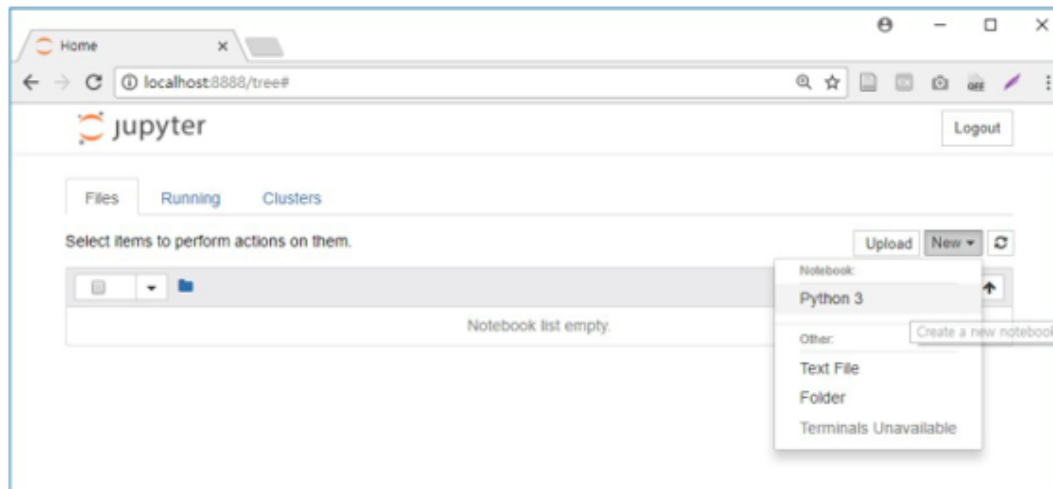 Home
localhost:8888/tree#
OFF
jupyter
Logout
Files Running Clusters
Select items to perform actions on them.
Upload New
Notebook:
Python 3
Notebook list empty.
Create a new notebook
Other:
Text File
Folder
Terminals Unavailable